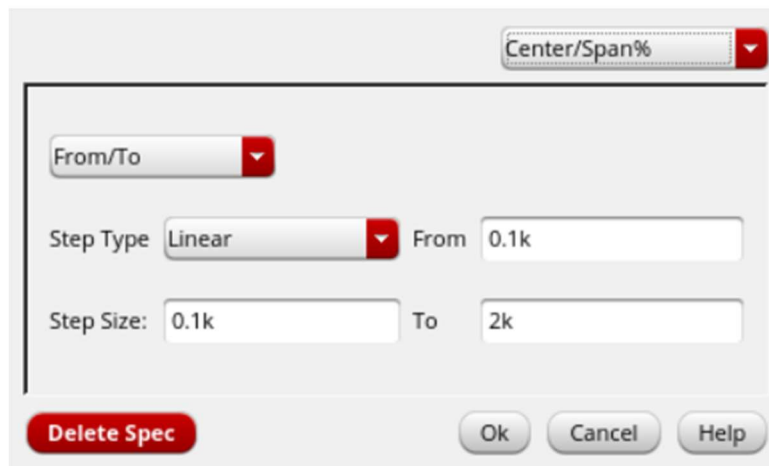 Center/Span%
From/To
Step Type Linear From 0.1k
Step Size: 0.1k To 2k
Delete Spec Ok Cancel Help